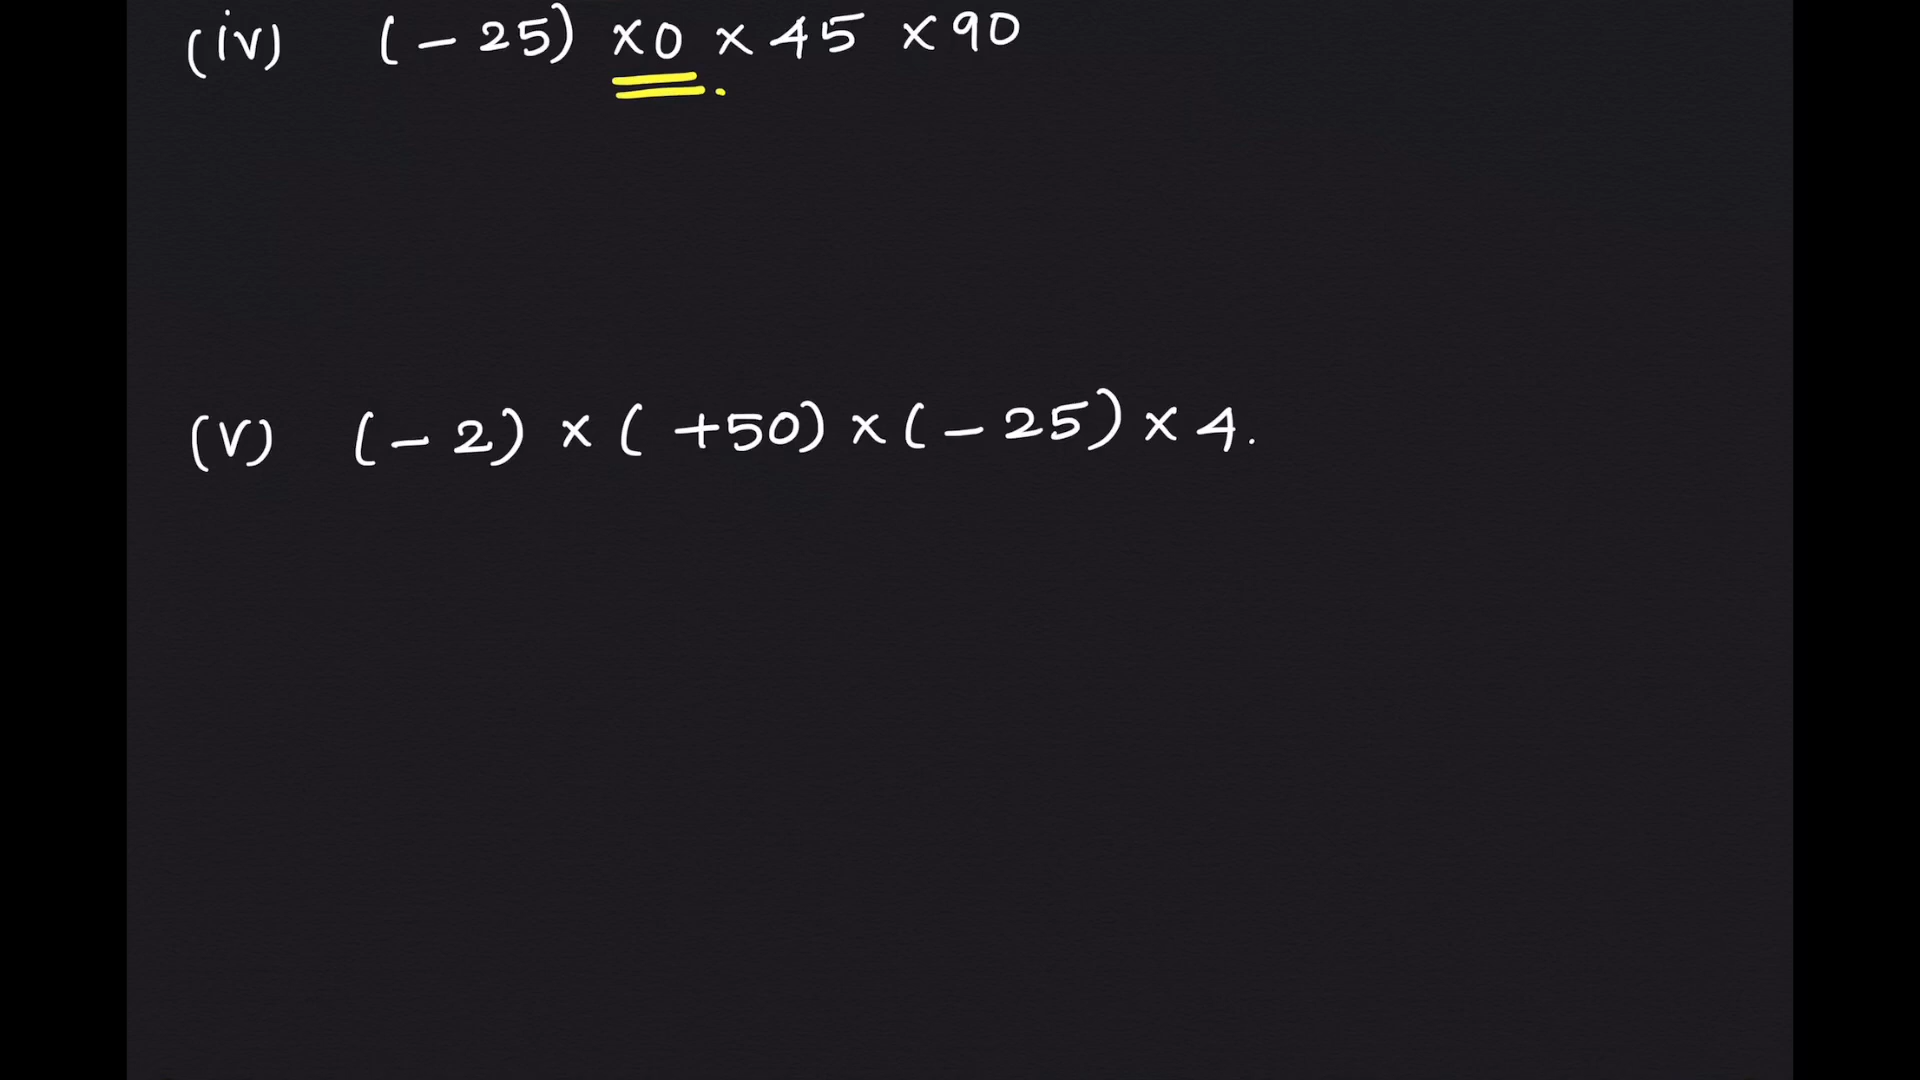 (iv) (-25) ×0 × 45 ×90
(v) (-2) × ( +50) × (-25) × 4.